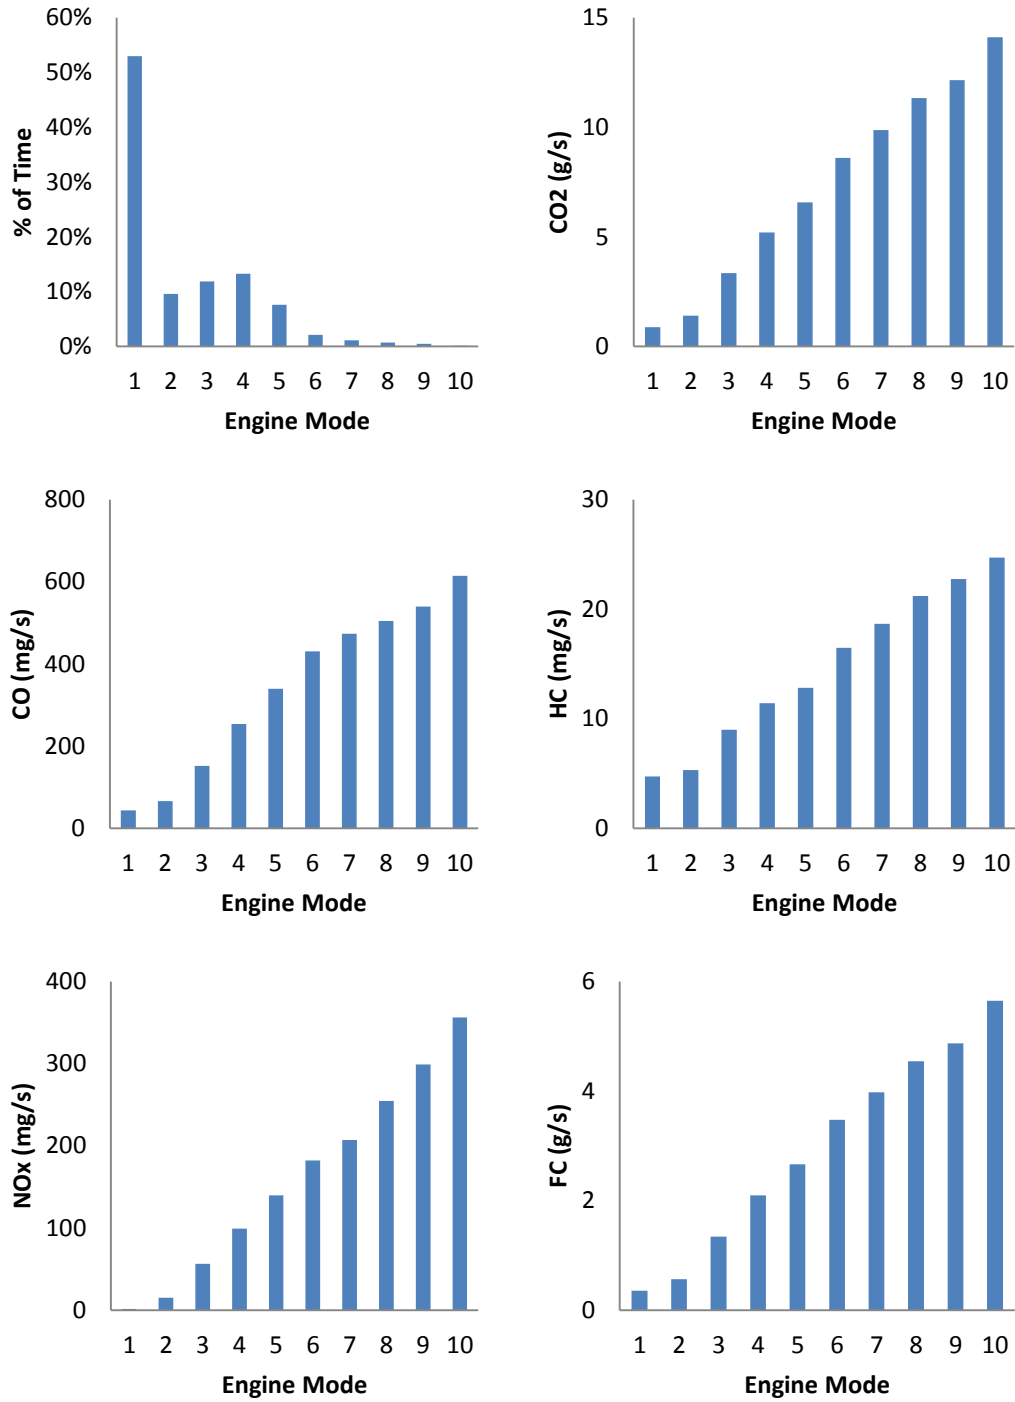 60%
50%
40%
30%
20%
10%
0%
% of Time
1 2 3 4 5 6 7 8 9 10
Engine Mode
15
10
5
0
CO2 (g/s)
1 2 3 4 5 6 7 8 9 10
Engine Mode
800
600
400
200
0
CO (mg/s)
1 2 3 4 5 6 7 8 9 10
Engine Mode
30
20
10
0
HC (mg/s)
1 2 3 4 5 6 7 8 9 10
Engine Mode
400
300
200
100
0
NOx (mg/s)
1 2 3 4 5 6 7 8 9 10
Engine Mode
6
4
2
0
FC (g/s)
1 2 3 4 5 6 7 8 9 10
Engine Mode